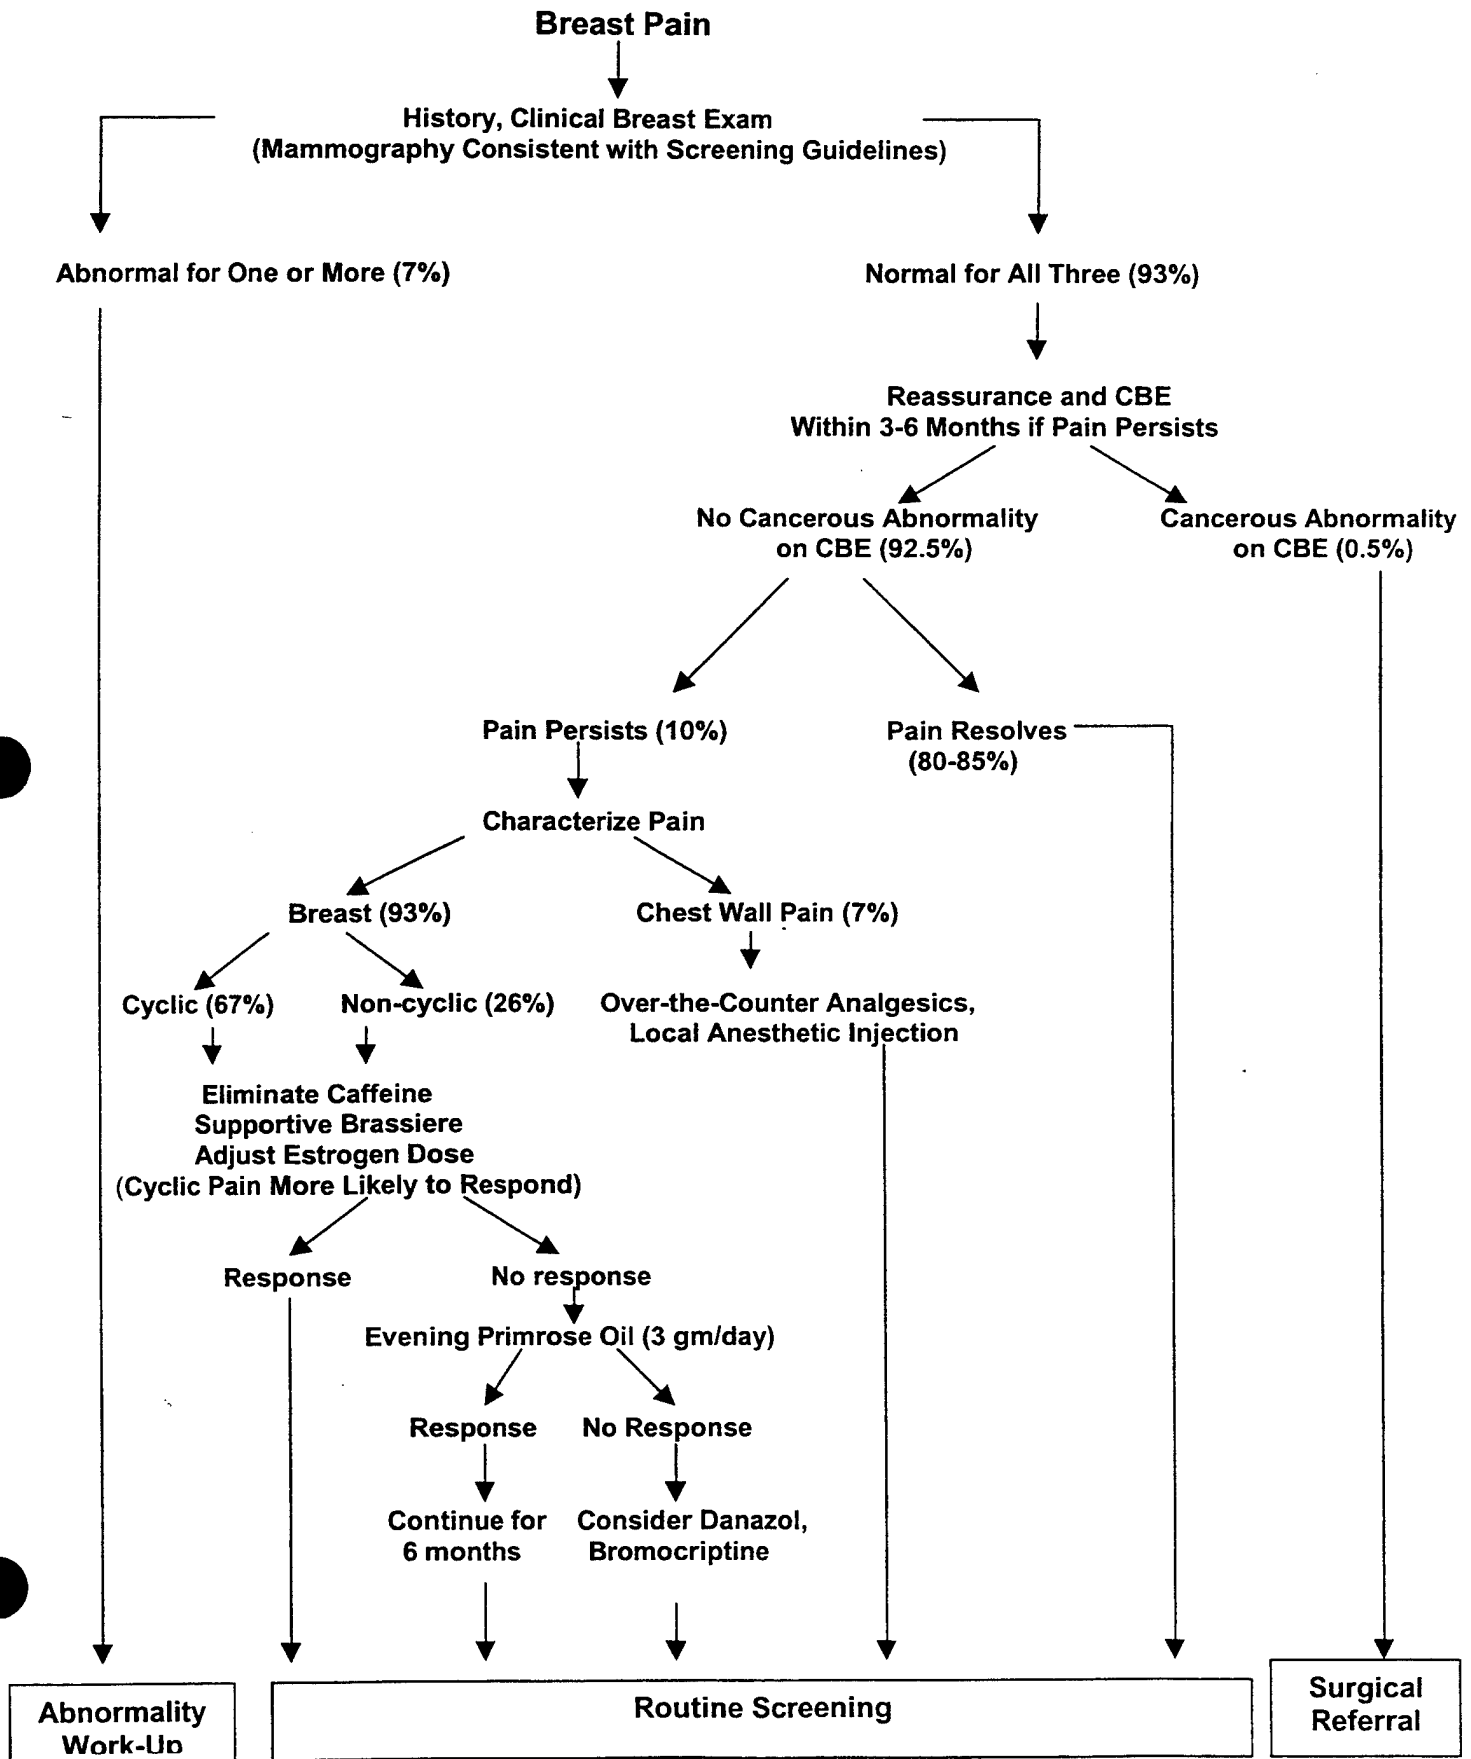 Breast Pain
History, Clinical Breast Exam
(Mammography Consistent with Screening Guidelines)
Abnormal for One or More (7%)
Normal for All Three (93%)
Reassurance and CBE
Within 3-6 Months if Pain Persists
No Cancerous Abnormality
on CBE (92.5%)
Cancerous Abnormality
on CBE (0.5%)
Pain Persists (10%)
Pain Resolves
(80-85%)
Characterize Pain
Breast (93%)
Chest Wall Pain (7%)
Cyclic (67%)
Non-cyclic (26%)
Over-the-Counter Analgesics,
Local Anesthetic Injection
Eliminate Caffeine
Supportive Brassiere
Adjust Estrogen Dose
(Cyclic Pain More Likely to Respond)
Response
No response
Evening Primrose Oil (3 gm/day)
Response
No Response
Continue for
6 months
Consider Danazol,
Bromocriptine
Abnormality
Work-Up
Routine Screening
Surgical
Referral